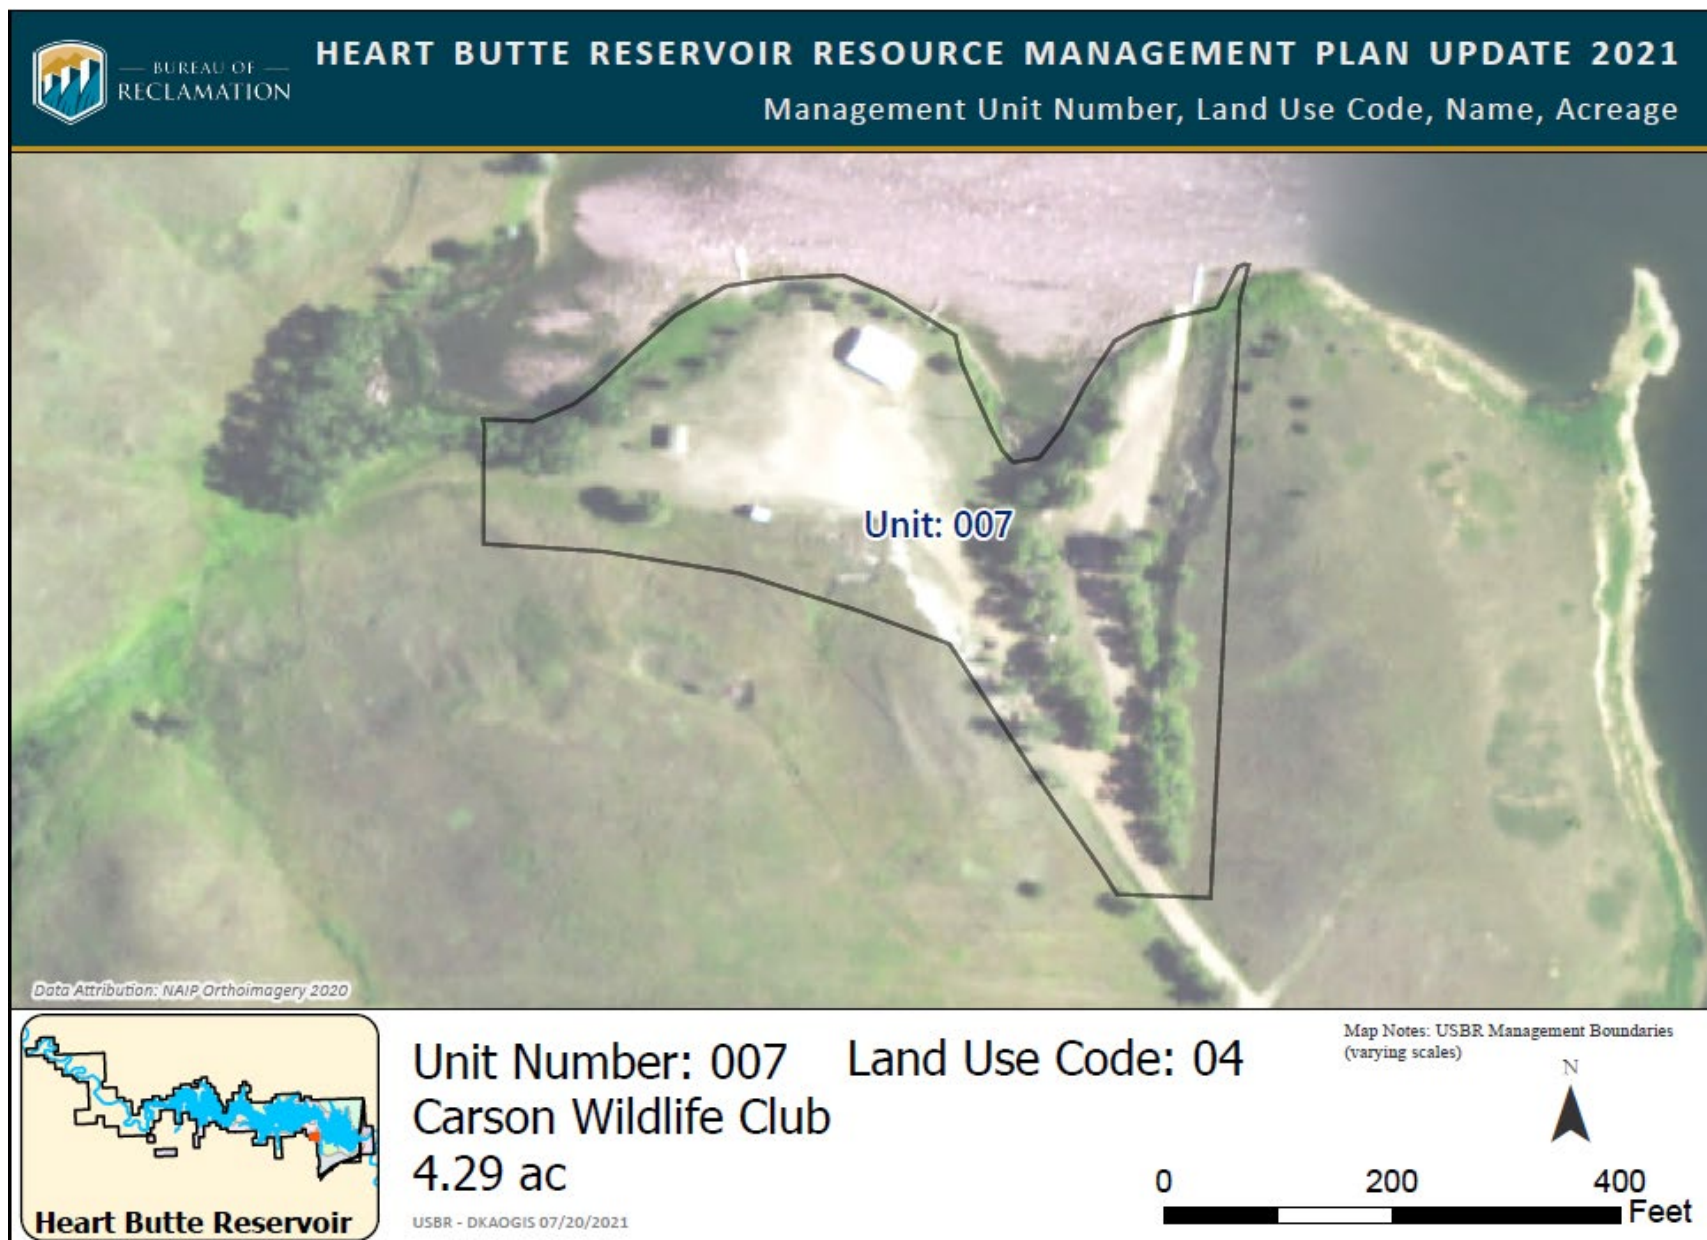 BUREAU OF
RECLAMATION
HEART BUTTE RESERVOIR RESOURCE MANAGEMENT PLAN UPDATE 2021
Management Unit Number, Land Use Code, Name, Acreage
Unit: 007
Data Attribution: NAIP Orthoimagery 2020
Heart Butte Reservoir
Unit Number: 007
Land Use Code: 04
Carson Wildlife Club
4.29 ac
USBR - DKAOGIS 07/20/2021
Map Notes: USBR Management Boundaries
(varying scales)
N
0 200 400
Feet